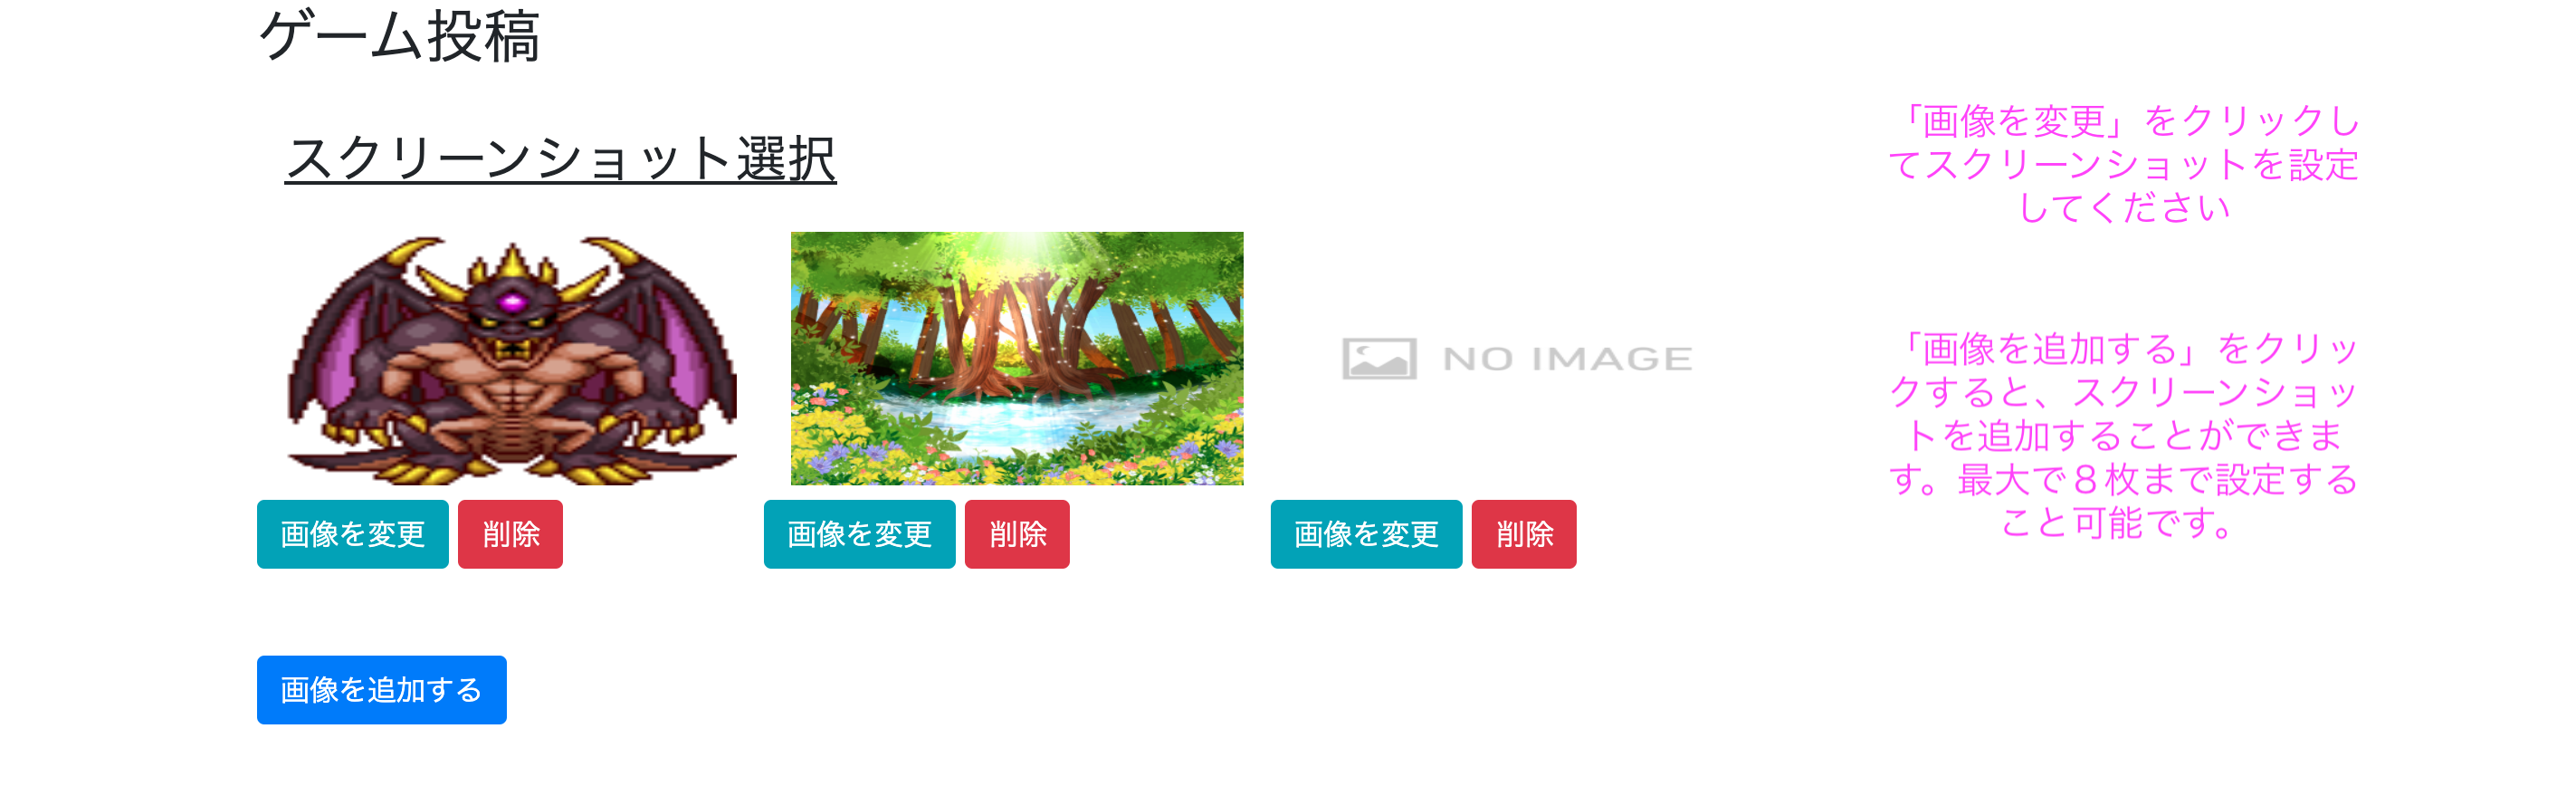 ゲーム投稿
スクリーンショット選択
NO IMAGE
画像を変更 削除 画像を変更 削除 画像を変更 削除
画像を追加する
「画像を変更」をクリックし
てスクリーンショットを設定
してください
「画像を追加する」をクリッ
クすると、スクリーンショッ
トを追加することができま
す。最大で８枚まで設定する
こと可能です。